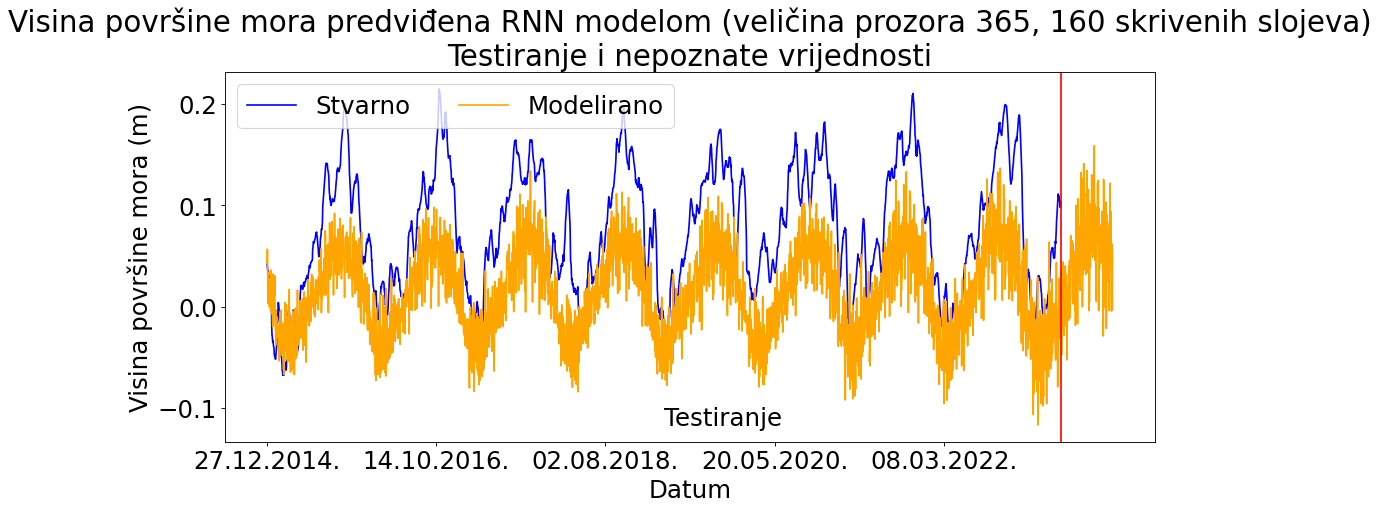 Visina površine mora predviđena RNN modelom (veličina prozora 365, 160 skrivenih slojeva)
Testiranje i nepoznate vrijednosti
Stvarno
Modelirano
0.2
0.1
0.0
−0.1
Visina površine mora (m)
Testiranje
27.12.2014.
14.10.2016.
02.08.2018.
20.05.2020.
08.03.2022.
Datum